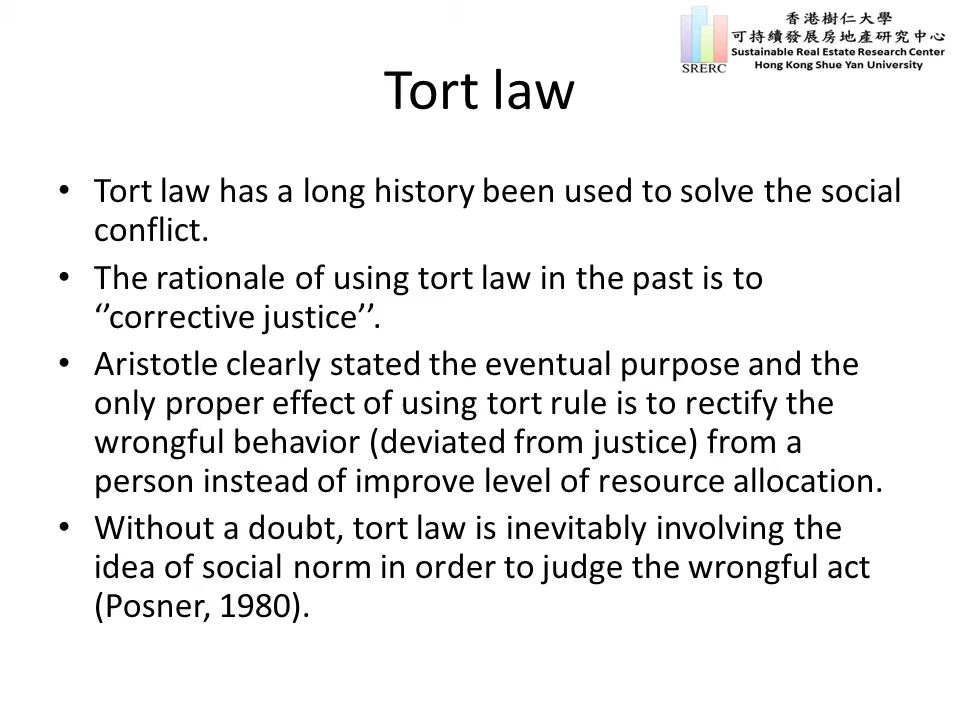 香港樹仁大學
可持續發展房地產研究中心
Sustainable Real Estate Research Center
Hong Kong Shue Yan University
SRERC
Tort law
• Tort law has a long history been used to solve the social
conflict.
• The rationale of using tort law in the past is to
‘’corrective justice’’.
• Aristotle clearly stated the eventual purpose and the
only proper effect of using tort rule is to rectify the
wrongful behavior (deviated from justice) from a
person instead of improve level of resource allocation.
• Without a doubt, tort law is inevitably involving the
idea of social norm in order to judge the wrongful act
(Posner, 1980).